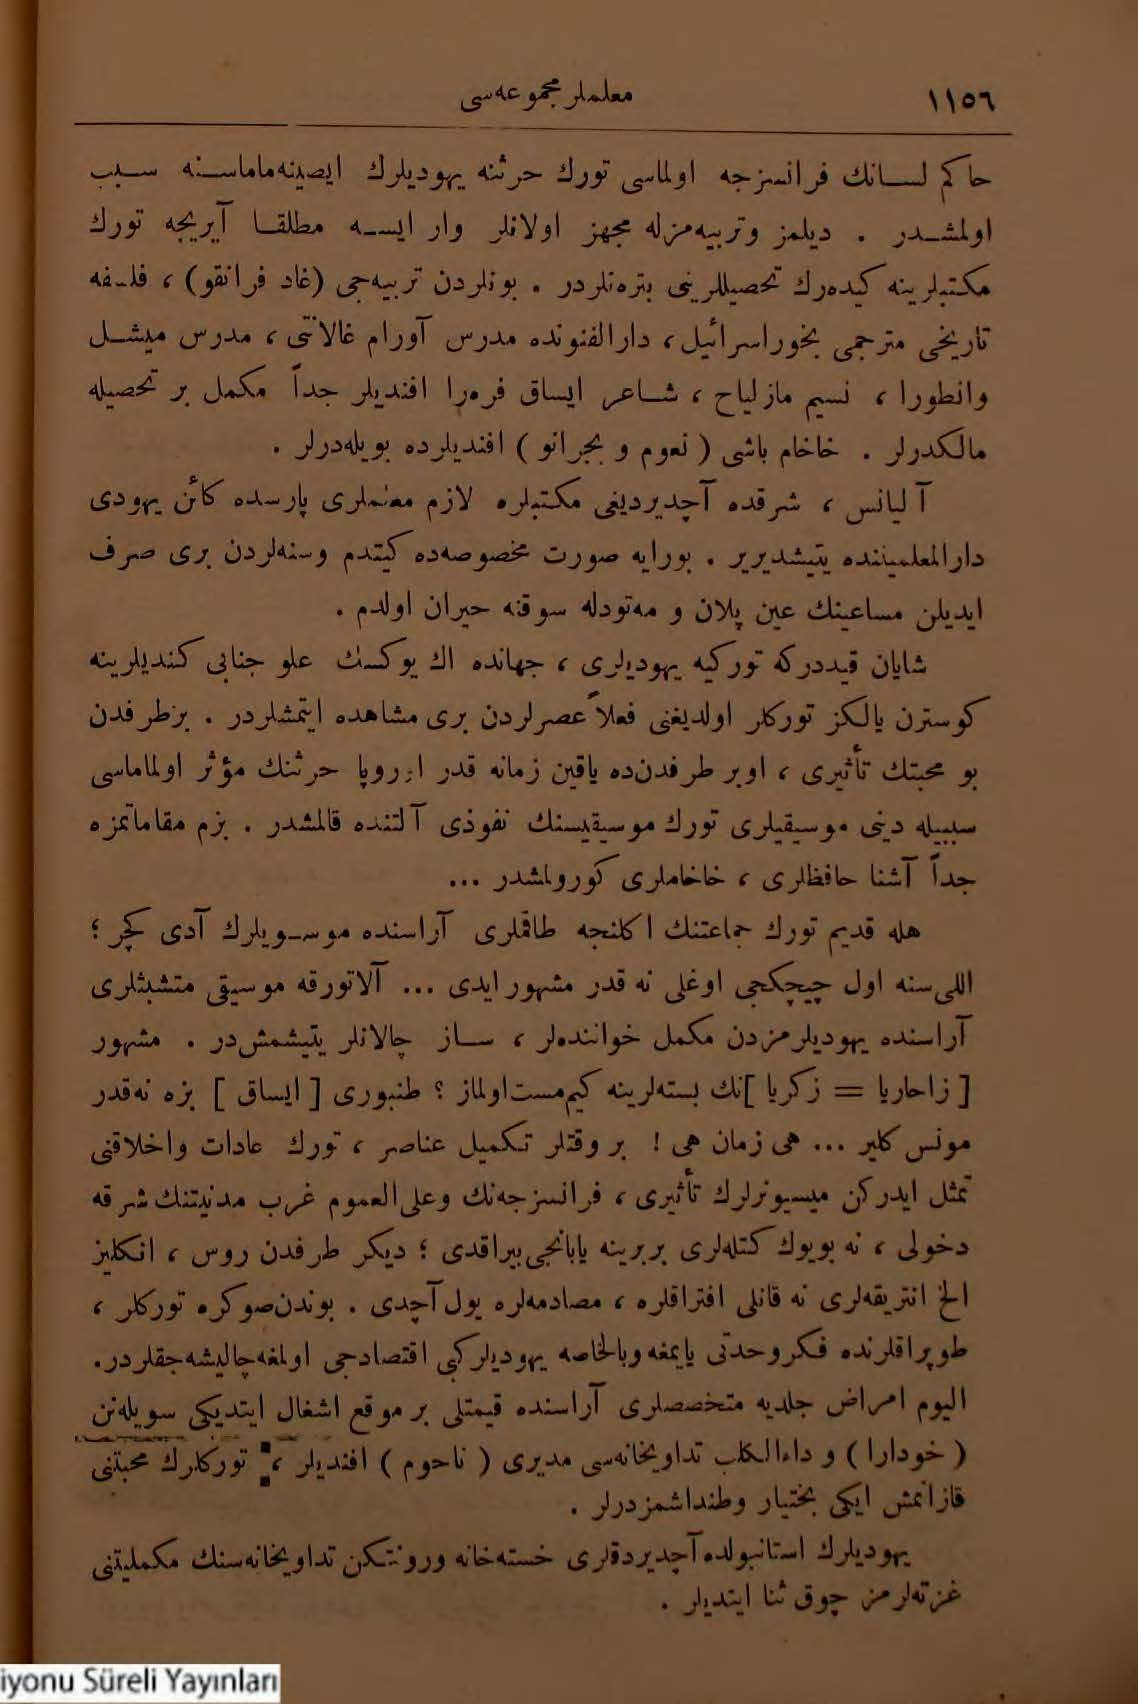 ١١٥٦
معلملر مجموعه‌سی
حاكم لسانك فرانسزجه اولماسی تورك حرثنه یهودیلرك ایصینه‌ماماسنه سبب
اولمشدر . دیلمز وتربیه‌مزله مجهز اولانلر وار ایسه مطلقا آیریجه تورك
مكتبلرینه كیده‌رك تحصیللرینی بتره‌نلردر . بونلردن تربیه‌جی (غاد فرانقو) ، فلسفه
تاریخی مترجمی بخوراسرائیل ، دارالفنونده مدرس آورام غالانتی ، مدرس میشل
وانطورا ، نسیم مازلیاح ، شاعر ایساق فره‌را افندیلر جداً مكمل بر تحصیله
مالكدرلر . خاخام باشی ( نعوم و بجرانو ) افندیلرده بویله‌درلر .
آلیانس ، شرقده آچدیردیغی مكتبلره لازم معلملری پارسده كائن یهودی
دارالمعلمیننده یتیشدیریر . بورایه صورت مخصوصه‌ده كیتدم وسنه‌لردن بری صرف
ایدیلن مساعینك عین پلان و مه‌تودله سوقنه حیران اولدم .
شایان قیددركه توركیه یهودیلری ، جهانده اك یوكسك علو جنابی كندیلرینه
كوسترن یالكز توركلر اولدیغنی فعلاً عصرلردن بری مشاهده ایتمشلردر . بزطرفدن
بو محبتك تأثیری ، اوبر طرفدن‌ده یاقین زمانه قدر اوروپا حرثنك مؤثر اولماماسی
سببیله دینی موسیقیلری تورك موسیقیسنك نفوذی آلتنده قالمشدر . بزم مقاماتمزه
جداً آشنا حافظلری ، خاخاملری كورولمشدر ...
هله قدیم تورك جماعتنك اكلنجه طاقملری آراسنده موسویلرك آدی كچر ؛
اللی سنه اول چیچكجی اوغلی نه قدر مشهور ایدی ... آلاتورقه موسیقی متشبثلری
آراسنده یهودیلرمزدن مكمل خواننده‌لر ، ساز چالانلر یتیشمش‌در . مشهور
[ زاحاریا = زكریا ]نك بسته‌لرینه كیم‌مست‌اولماز ؟ طنبوری [ ایساق ] بزه نه‌قدر
مونس كلیر ... هی زمان هی ! بر وقتلر تكمیل عناصر ، تورك عادات واخلاقنی
تمثل ایدركن میسیونرلرك تأثیری ، فرانسزجه‌نك وعلی‌العموم غرب مدنیتنك شرقه
دخولی ، نه بویوك كتله‌لری بربرینه یابانجی‌بیراقدی ؛ دیكر طرفدن روس ، انكلیز
الخ انتریقه‌لری نه قانلی افتراقلره ، مصادمه‌لره یول آچدی . بوندن‌صوكره توركلر ،
طوپراقلرنده فكروحدتی یایمغه وبالخاصه یهودیلركبی اقتصادجی اولمغه‌چالیشه‌جقلردر.
الیوم امراض جلدیه متخصصلری آراسنده قیمتلی بر موقع اشغال ایتدیكی سویله‌نن
( خودارا ) و داءالكلب تداویخانه‌سی مدیری ( ناحوم ) افندیلر ، توركلرك محبتنی
قازانمش ایكی بختیار وطنداشمزدرلر .
یهودیلرك استانبولده‌آچدیردقلری خسته‌خانه ورونتكن تداویخانه‌سنك مكملیتنی
غزته‌لرمز چوق ثنا ایتدیلر .
iyonu Süreli Yayınları